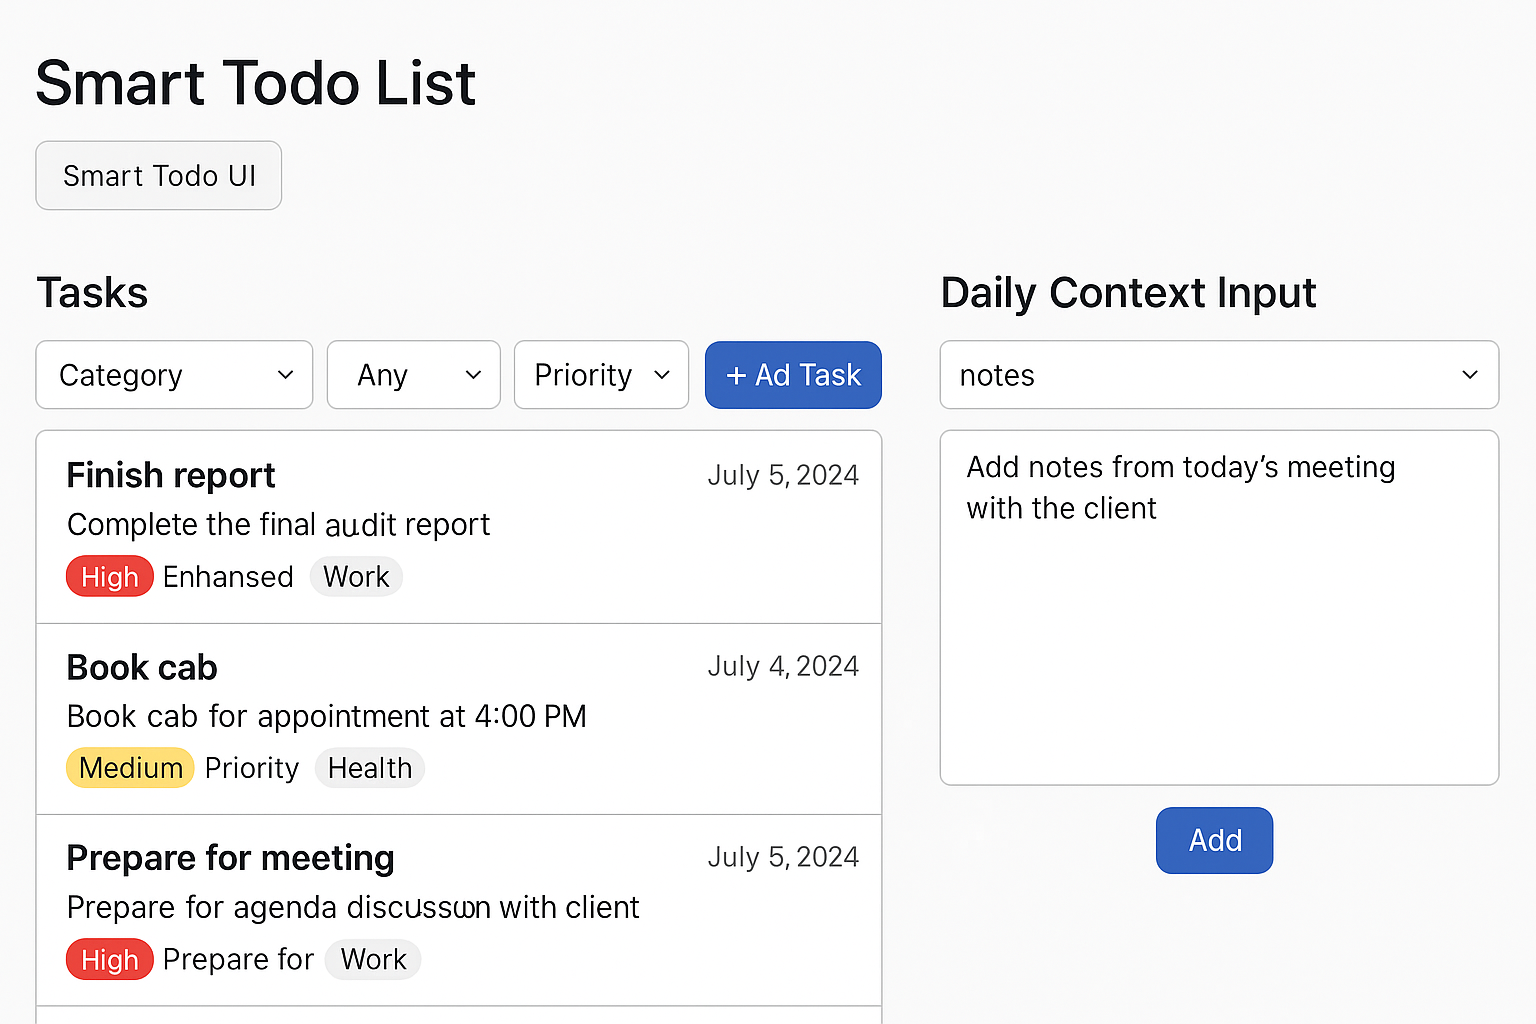 Smart Todo List
Smart Todo UI
Tasks
Category
Any
Priority
+ Ad Task
Finish report
July 5, 2024
Complete the final audit report
High Enhansed Work
Book cab
July 4, 2024
Book cab for appointment at 4:00 PM
Medium Priority Health
Prepare for meeting
July 5, 2024
Prepare for agenda with client
High Prepare for Work
Daily Context Input
notes
Add notes from today’s meeting
with the client
Add